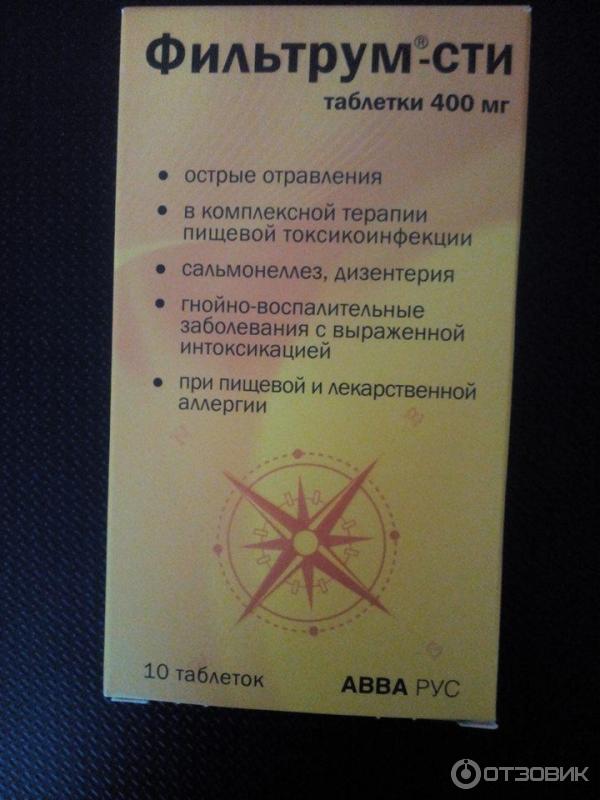 Фильтрум®-сти
таблетки 400 мг
• острые отравления
• в комплексной терапии
пищевой токсикоинфекции
• сальмонеллез, дизентерия
• гнойно-воспалительные
заболевания с выраженной
интоксикацией
• при пищевой и лекарственной
аллергии
10 таблеток
АВВА РУС
ОТЗОВИК